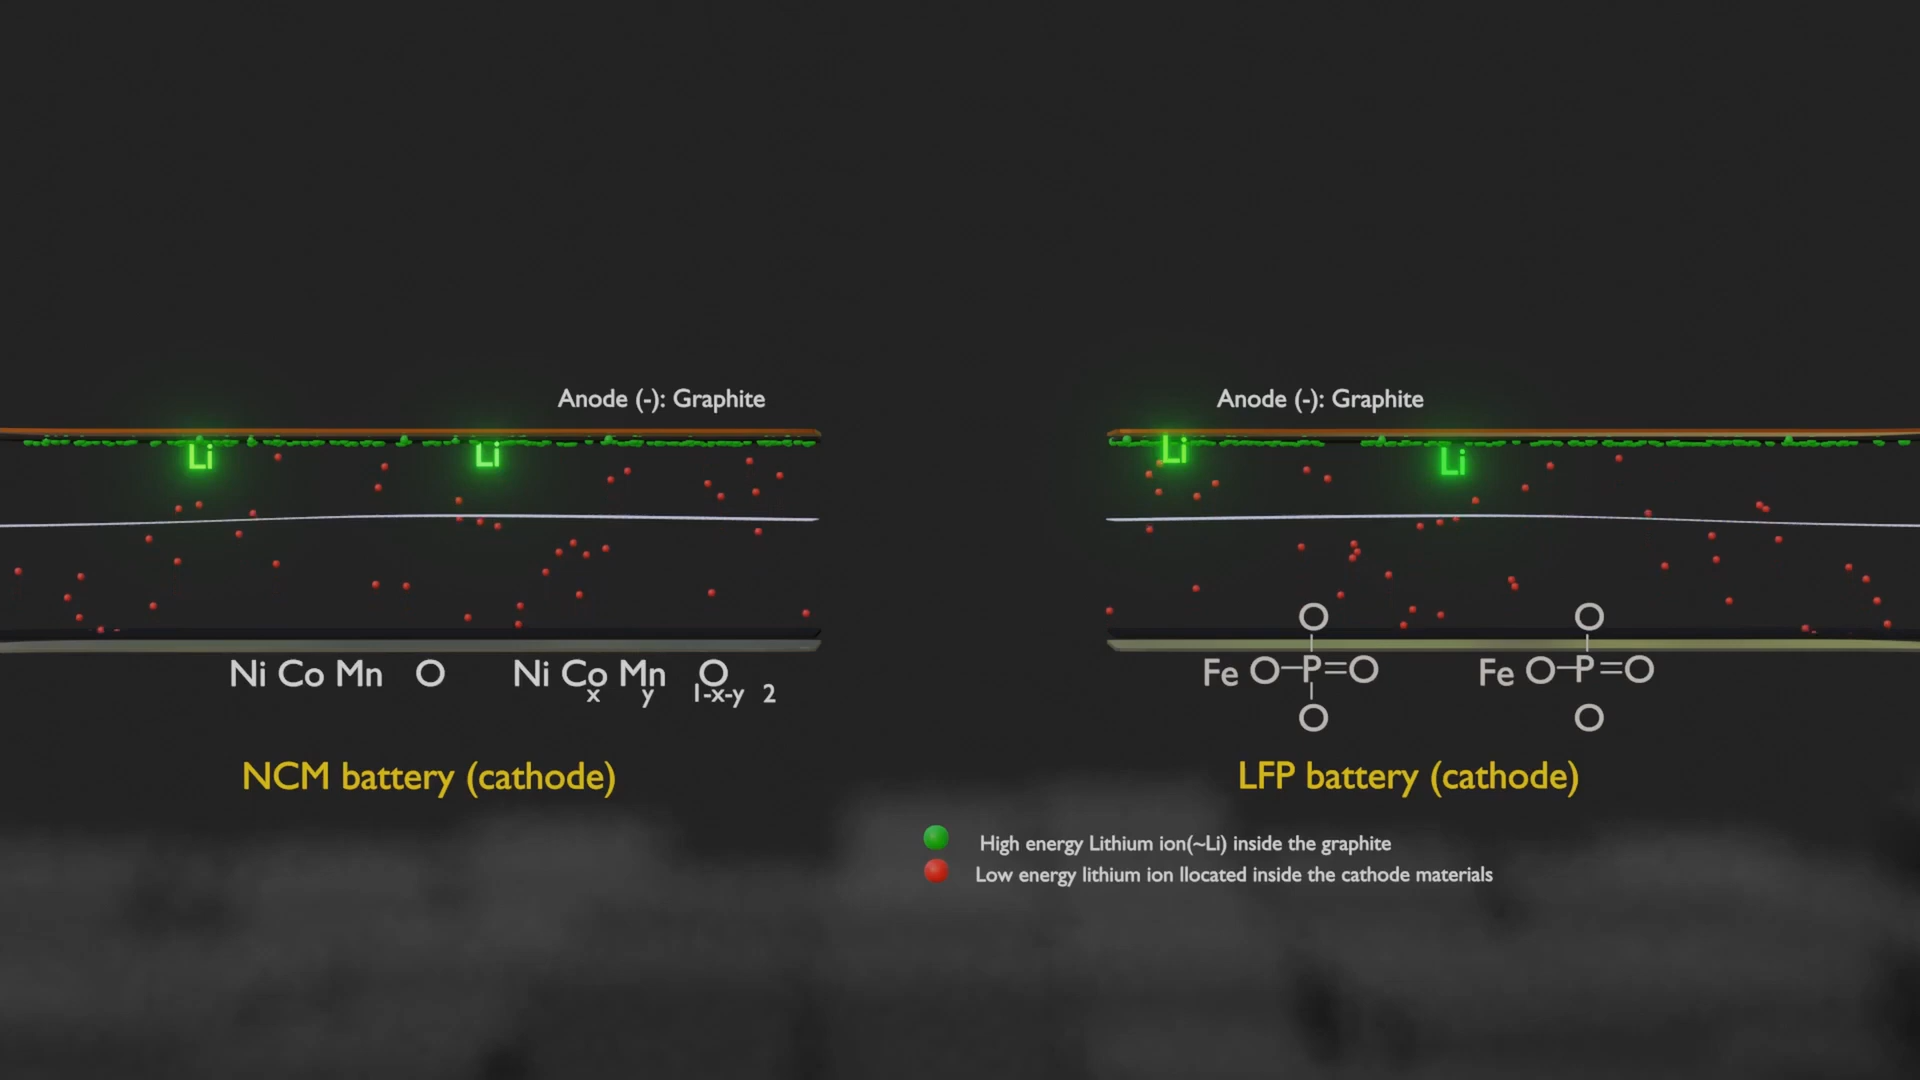 Anode (-): Graphite
Anode (-): Graphite
Li
Li
Li
Li
Ni Co Mn O
Ni Co Mn O
x y 1-x-y 2
O
Fe O–P=O
O
O
Fe O–P=O
O
NCM battery (cathode)
LFP battery (cathode)
High energy Lithium ion(~Li) inside the graphite
Low energy lithium ion llocated inside the cathode materials